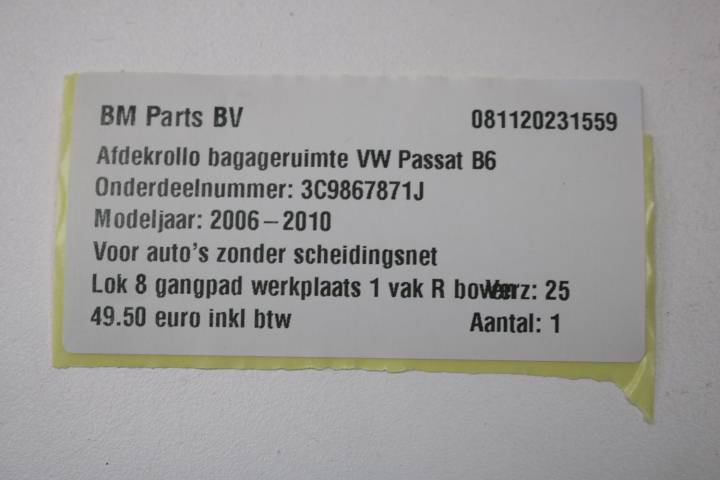 BM Parts BV 081120231559
Afdekrollo bagageruimte VW Passat B6
Onderdeelnummer: 3C9867871J
Modeljaar: 2006-2010
Voor auto's zonder scheidingsnet
Lok 8 gangpad werkplaats 1 vak R boven Verz: 25
49.50 euro inkl btw Aantal: 1